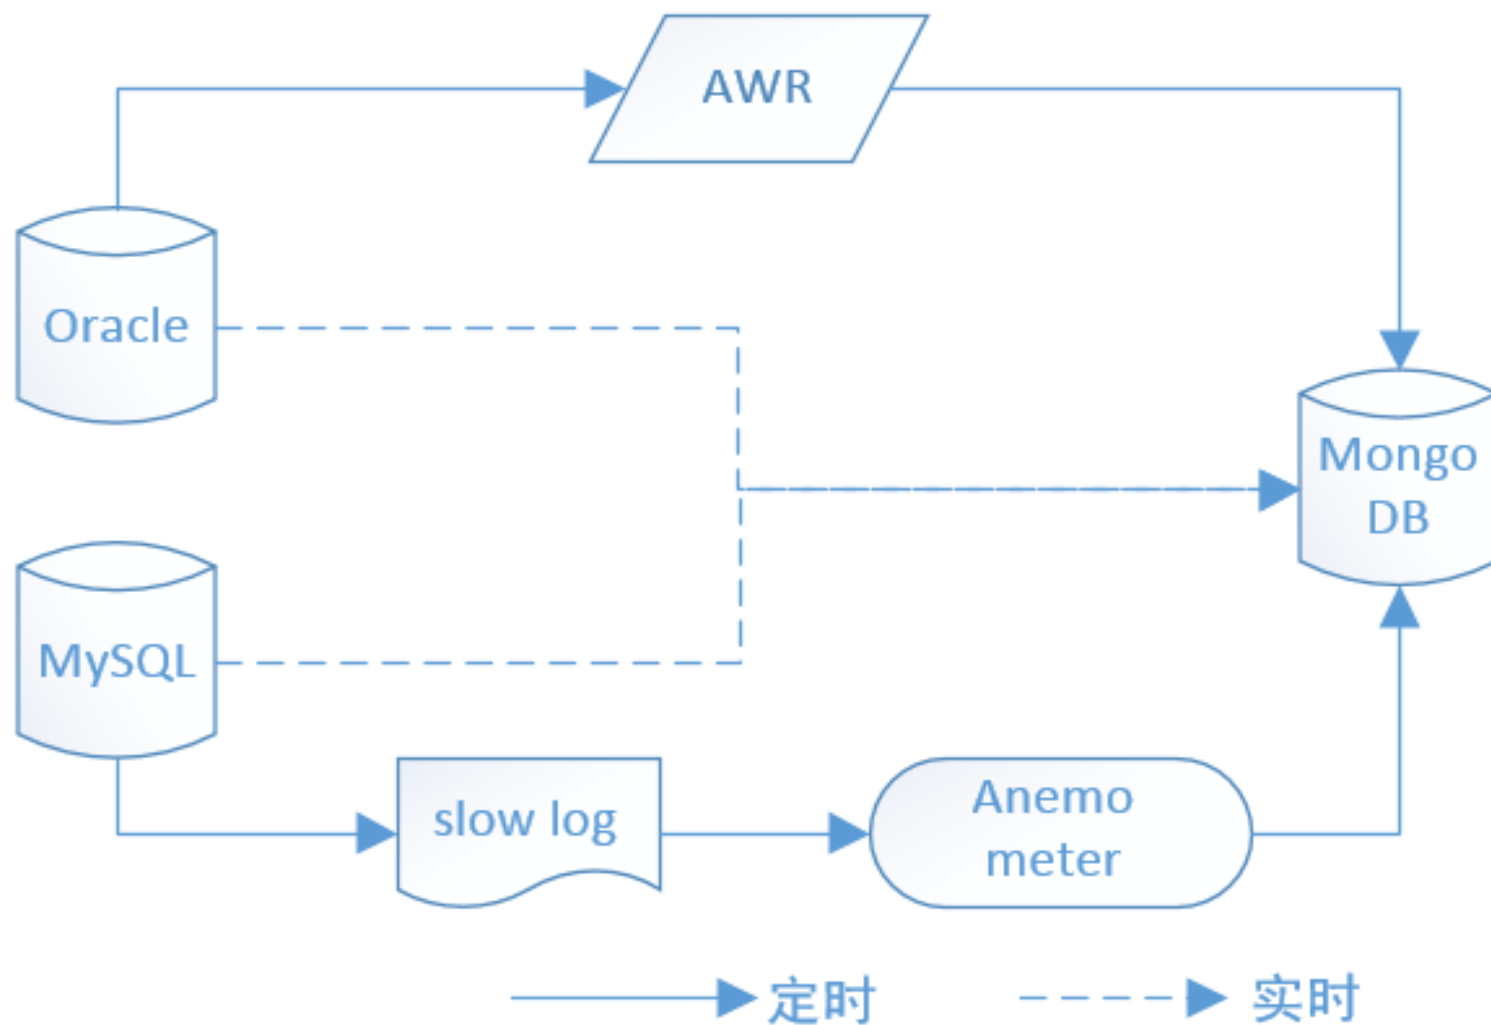 AWR
Oracle
Mongo
DB
MySQL
slow log
Anemo
meter
定时
实时